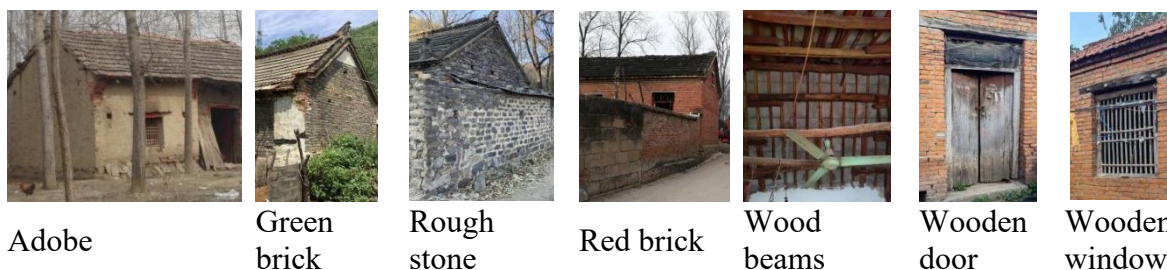 Adobe
Green
brick
Rough
stone
Red brick
Wood
beams
Wooden
door
Wooden
window